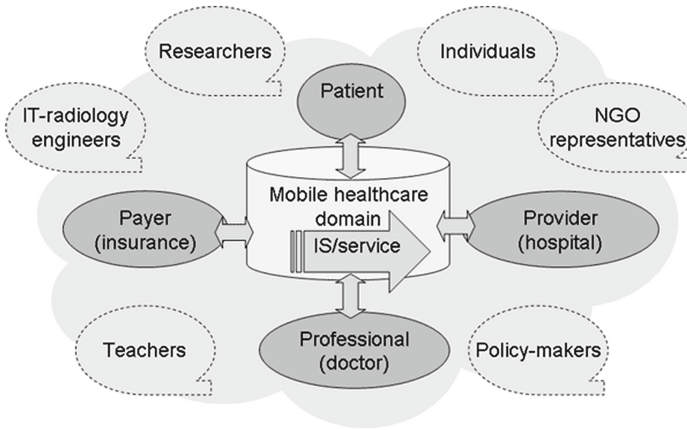 Researchers
Individuals
Patient
IT-radiology
engineers
NGO
representatives
Mobile healthcare
domain
IS/service
Payer
(insurance)
Provider
(hospital)
Teachers
Professional
(doctor)
Policy-makers